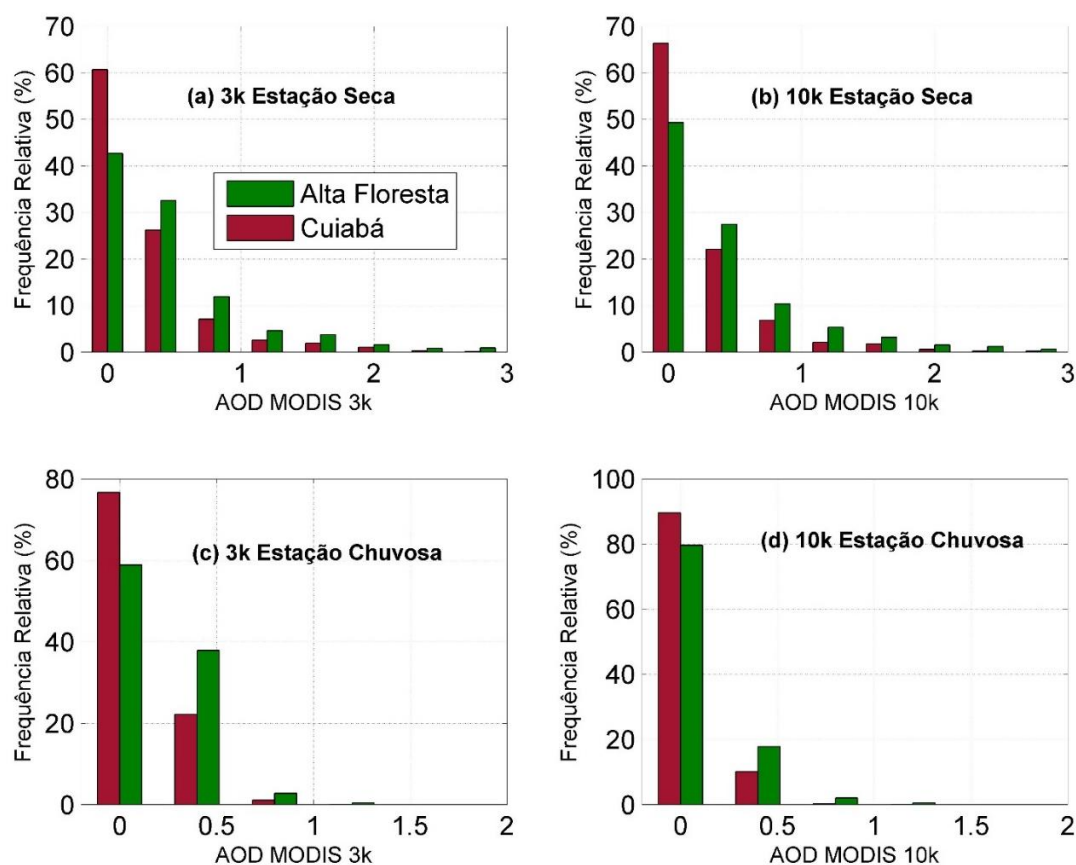 70
60
50
40
30
20
10
0
Frequência Relativa (%)
(a) 3k Estação Seca
Alta Floresta
Cuiabá
0 1 2 3
AOD MODIS 3k
70
60
50
40
30
20
10
0
Frequência Relativa (%)
(b) 10k Estação Seca
0 1 2 3
AOD MODIS 10k
80
60
40
20
0
Frequência Relativa (%)
(c) 3k Estação Chuvosa
0 0.5 1 1.5 2
AOD MODIS 3k
100
80
60
40
20
0
Frequência Relativa (%)
(d) 10k Estação Chuvosa
0 0.5 1 1.5 2
AOD MODIS 10k